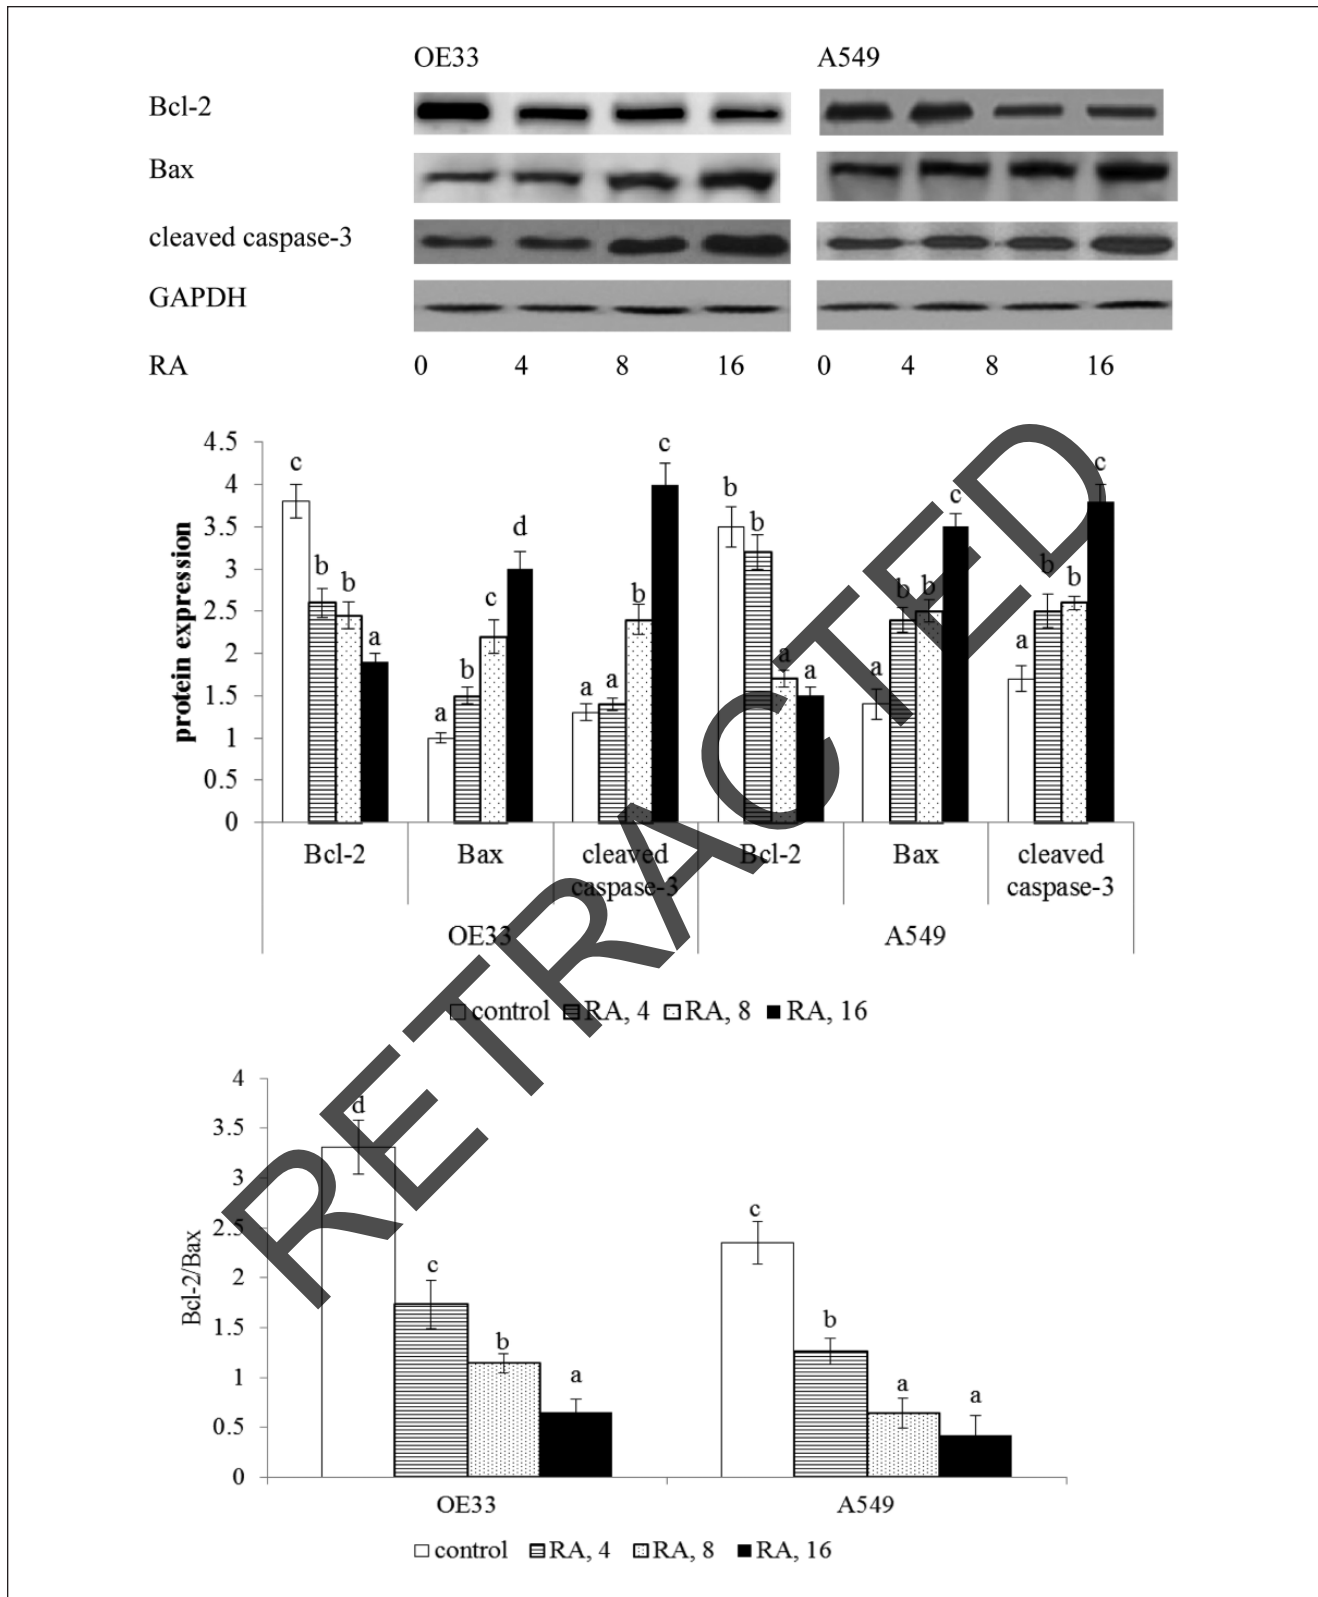 OE33 A549
Bcl-2
Bax
cleaved caspase-3
GAPDH
RA 0 4 8 16 0 4 8 16
protein expression
4.5
4
3.5
3
2.5
2
1.5
1
0.5
0
c b b a a b c d a a b c b b a a a b b c a b b c
Bcl-2 Bax cleaved caspase-3 Bcl-2 Bax cleaved caspase-3
OE33 A549
control RA, 4 RA, 8 RA, 16
Bcl-2/Bax
4
3.5
3
2.5
2
1.5
1
0.5
0
d c b a c b a a
OE33 A549
control RA, 4 RA, 8 RA, 16
RETRACTED